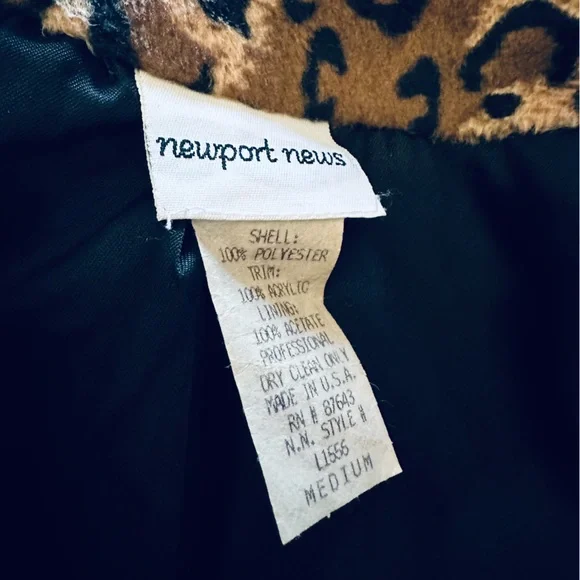 newport news
SHELL:
100% POLYESTER
TRIM:
100% ACRYLIC
LINING:
100% ACETATE
PROFESSIONAL
DRY CLEAN ONLY
MADE IN U.S.A.
RN # 87643
N.N. STYLE #
L1555
MEDIUM